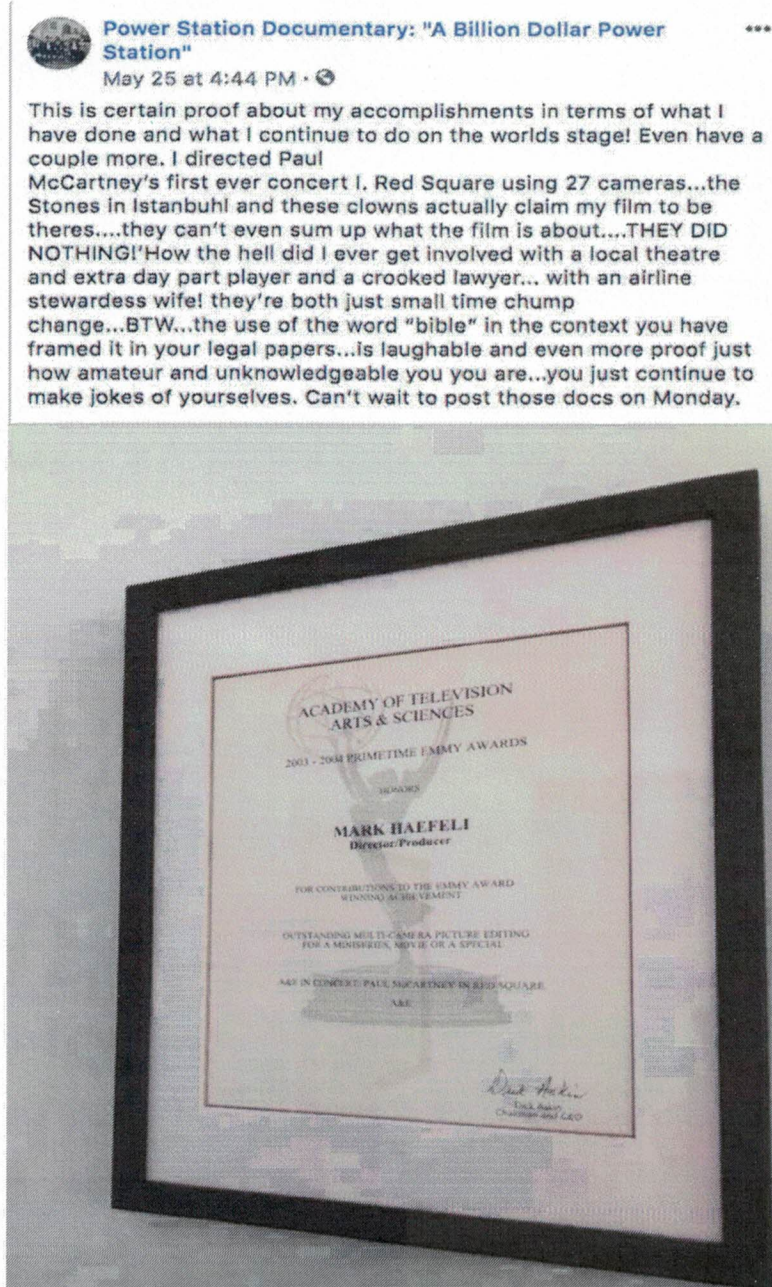 Power Station Documentary: "A Billion Dollar Power
Station"
May 25 at 4:44 PM ·
This is certain proof about my accomplishments in terms of what I
have done and what I continue to do on the worlds stage! Even have a
couple more. I directed Paul
McCartney's first ever concert I. Red Square using 27 cameras...the
Stones in Istanbuhl and these clowns actually claim my film to be
theres....they can't even sum up what the film is about....THEY DID
NOTHING!'How the hell did I ever get involved with a local theatre
and extra day part player and a crooked lawyer... with an airline
stewardess wife! they're both just small time chump
change...BTW...the use of the word "bible" in the context you have
framed it in your legal papers...is laughable and even more proof just
how amateur and unknowledgeable you you are...you just continue to
make jokes of yourselves. Can't wait to post those docs on Monday.
ACADEMY OF TELEVISION
ARTS & SCIENCES
2003 - 2004 PRIMETIME EMMY AWARDS
HONORS
MARK HAEFELI
Director/Producer
FOR CONTRIBUTIONS TO THE EMMY AWARD
WINNING ACHIEVEMENT
OUTSTANDING MULTI-CAMERA PICTURE EDITING
FOR A MINISERIES, MOVIE OR A SPECIAL
A&E IN CONCERT: PAUL McCARTNEY IN RED SQUARE
A&E
Dick Askin
Dick Askin
Chairman and CEO